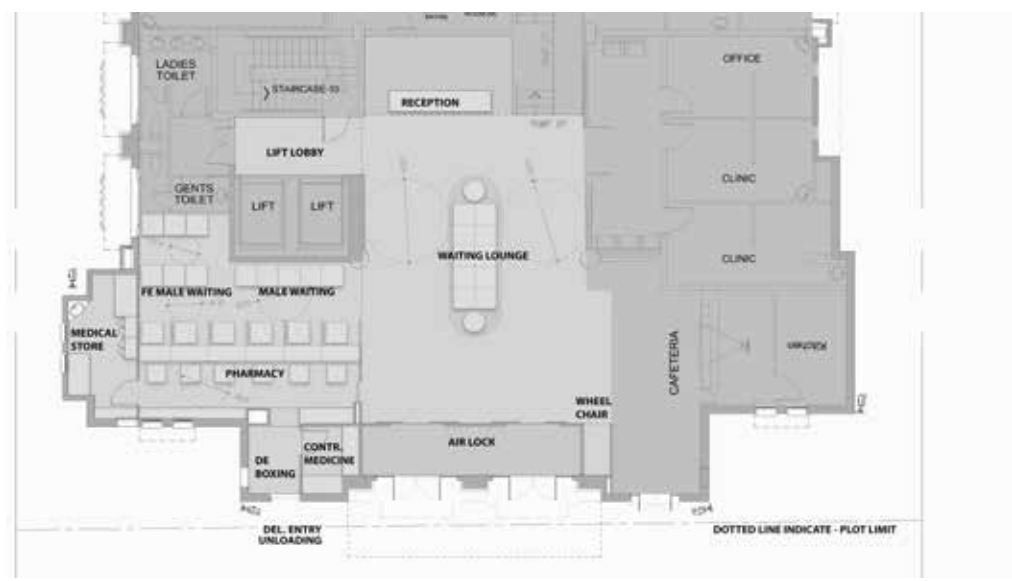 OFFICE
LADIES
TOILET
STAIRCASE-03
RECEPTION
LIFT LOBBY
CLINIC
GENTS
TOILET
LIFT
LIFT
WAITING LOUNGE
CLINIC
FE MALE WAITING
MALE WAITING
MEDICAL
STORE
CAFETERIA
Kitchen
PHARMACY
WHEEL
CHAIR
AIR LOCK
CONTR.
MEDICINE
DE
BOXING
DEL. ENTRY
UNLOADING
DOTTED LINE INDICATE - PLOT LIMIT